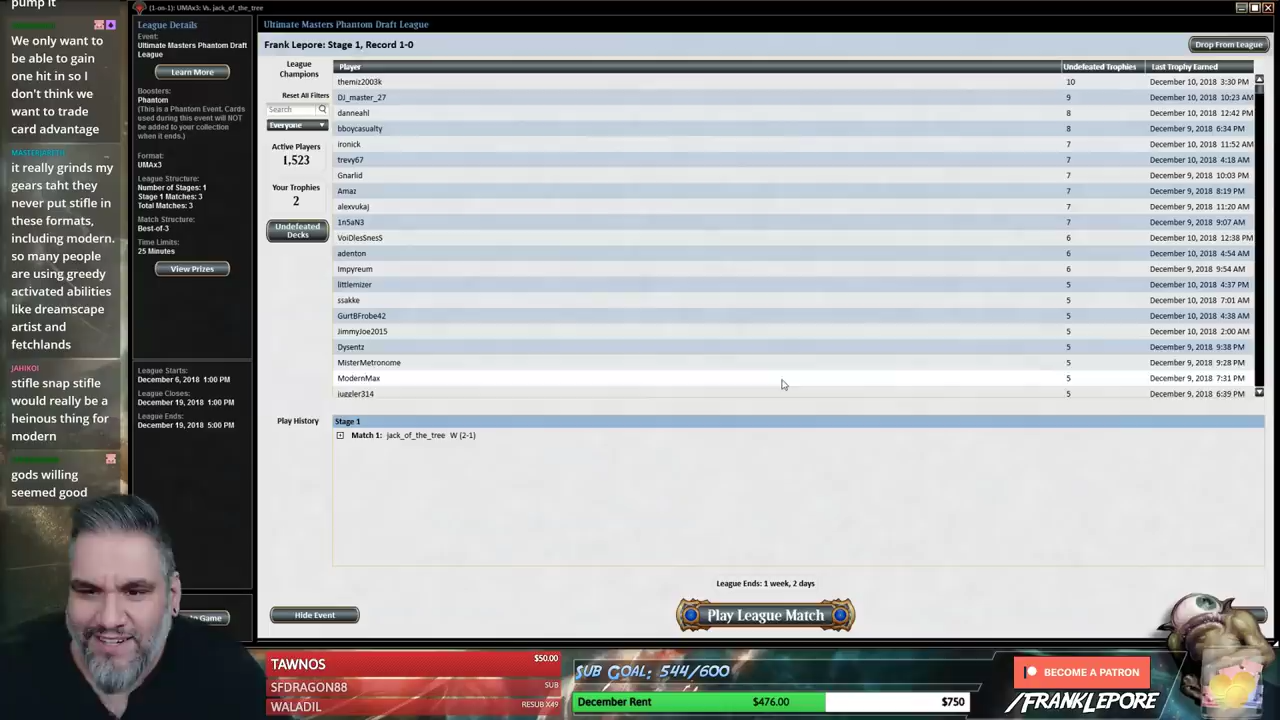 pump it
We only want to
be able to gain
one hit in so I
don't think we
want to trade
card advantage
MASTERJARETH
it really grinds my
gears taht they
never put stifle in
these formats,
including modern.
so many people
are using greedy
activated abilities
like dreamscape
artist and
fetchlands
JAHIKOI
stifle snap stifle
would really be a
heinous thing for
modern
gods willing
seemed good
(1-on-1): UMAx3: Vs. jack_of_the_tree
League Details
Event:
Ultimate Masters Phantom Draft
League
Learn More
Boosters:
Phantom
(This is a Phantom Event. Cards
used during this event will NOT
be added to your collection
when it ends.)
Format:
UMAx3
League Structure:
Number of Stages: 1
Stage 1 Matches: 3
Total Matches: 3
Match Structure:
Best-of-3
Time Limits:
25 Minutes
View Prizes
League Starts:
December 6, 2018 1:00 PM
League Closes:
December 19, 2018 1:00 PM
League Ends:
December 19, 2018 5:00 PM
to Game
Ultimate Masters Phantom Draft League
Frank Lepore: Stage 1, Record 1-0
Drop From League
League
Champions
Reset All Filters
Search
Everyone
Active Players
1,523
Your Trophies
2
Undefeated
Decks
Player Undefeated Trophies Last Trophy Earned
themiz2003k 10 December 10, 2018 3:30 PM
DJ_master_27 9 December 10, 2018 10:23 AM
danneahl 8 December 10, 2018 12:42 PM
bboycasualty 8 December 9, 2018 6:34 PM
ironick 7 December 10, 2018 11:52 AM
trevy67 7 December 10, 2018 4:18 AM
Gnarlid 7 December 9, 2018 10:03 PM
Amaz 7 December 9, 2018 8:19 PM
alexvukaj 7 December 9, 2018 11:20 AM
1n5aN3 7 December 9, 2018 9:07 AM
VoiDlesSnesS 6 December 10, 2018 12:38 PM
adenton 6 December 10, 2018 4:54 AM
Impyreum 6 December 9, 2018 9:54 AM
littlemizer 5 December 10, 2018 4:37 PM
ssakke 5 December 10, 2018 7:01 AM
GurtBFrobe42 5 December 10, 2018 4:38 AM
JimmyJoe2015 5 December 10, 2018 2:00 AM
Dysentz 5 December 9, 2018 9:38 PM
MisterMetronome 5 December 9, 2018 9:28 PM
ModernMax 5 December 9, 2018 7:31 PM
juggler314 5 December 9, 2018 6:39 PM
Play History
Stage 1
Match 1: jack_of_the_tree W (2-1)
League Ends: 1 week, 2 days
Hide Event
Play League Match
TAWNOS $50.00
SFDRAGON88 SUB
WALADIL RESUB X49
SUB GOAL: 544/600
December Rent $476.00 $750
BECOME A PATRON
/FRANKLEPORE